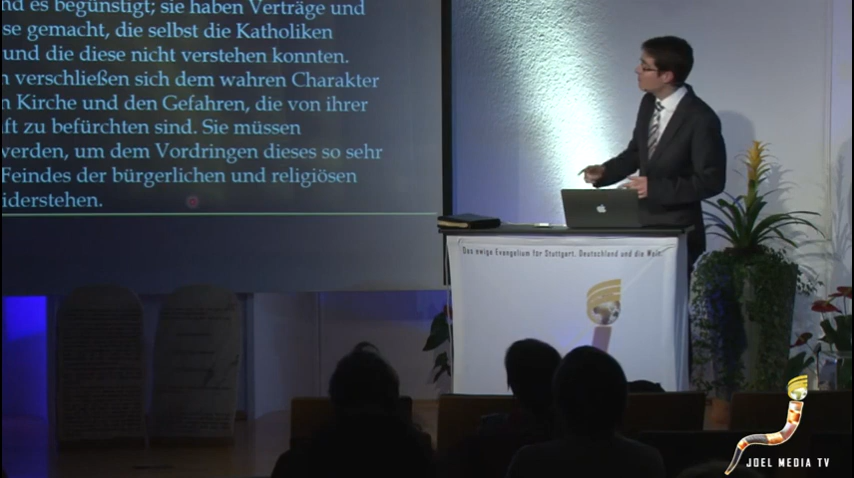 nd es begünstigt; sie haben Verträge und
se gemacht, die selbst die Katholiken
und die diese nicht verstehen konnten.
n verschließen sich dem wahren Charakter
n Kirche und den Gefahren, die von ihrer
ft zu befürchten sind. Sie müssen
werden, um dem Vordringen dieses so sehr
Feindes der bürgerlichen und religiösen
iderstehen.
Das ewige Evangelium für Stuttgart, Deutschland und die Welt.
JOEL MEDIA TV